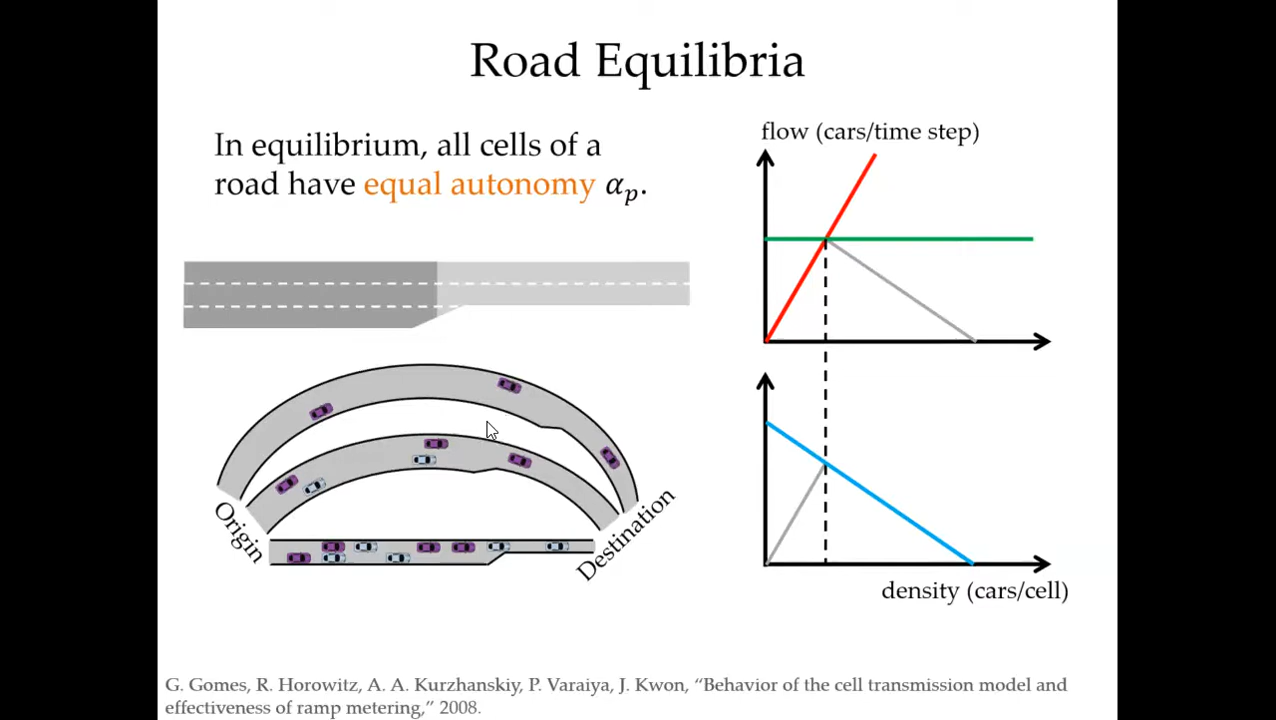 Road Equilibria
In equilibrium, all cells of a
road have equal autonomy αₚ.
flow (cars/time step)
Origin
Destination
density (cars/cell)
G. Gomes, R. Horowitz, A. A. Kurzhanskiy, P. Varaiya, J. Kwon, “Behavior of the cell transmission model and
effectiveness of ramp metering,” 2008.